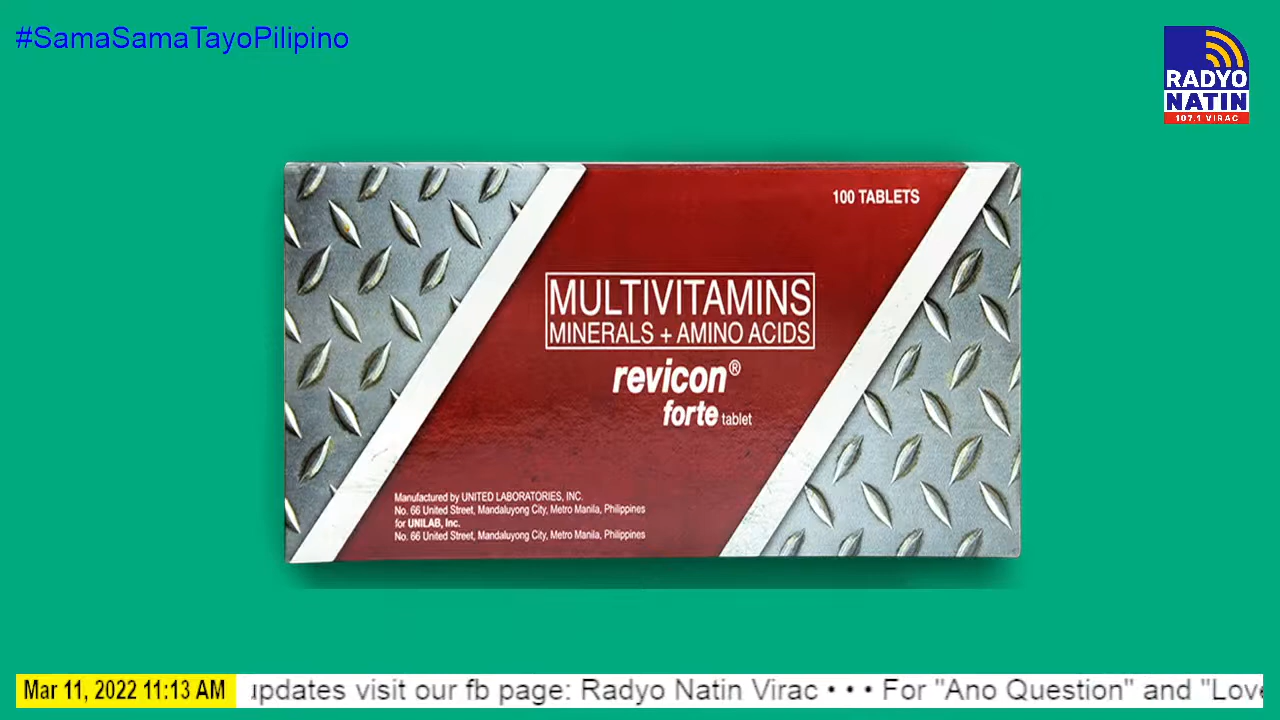 #SamaSamaTayoPilipino
RADYO
NATIN
107.1 VIRAC
100 TABLETS
MULTIVITAMINS
MINERALS + AMINO ACIDS
revicon®
forte tablet
Manufactured by UNITED LABORATORIES, INC.
No. 66 United Street, Mandaluyong City, Metro Manila, Philippines
for UNILAB, Inc.
No. 66 United Street, Mandaluyong City, Metro Manila, Philippines
Mar 11, 2022 11:13 AM
updates visit our fb page: Radyo Natin Virac • • • For "Ano Question" and "Love